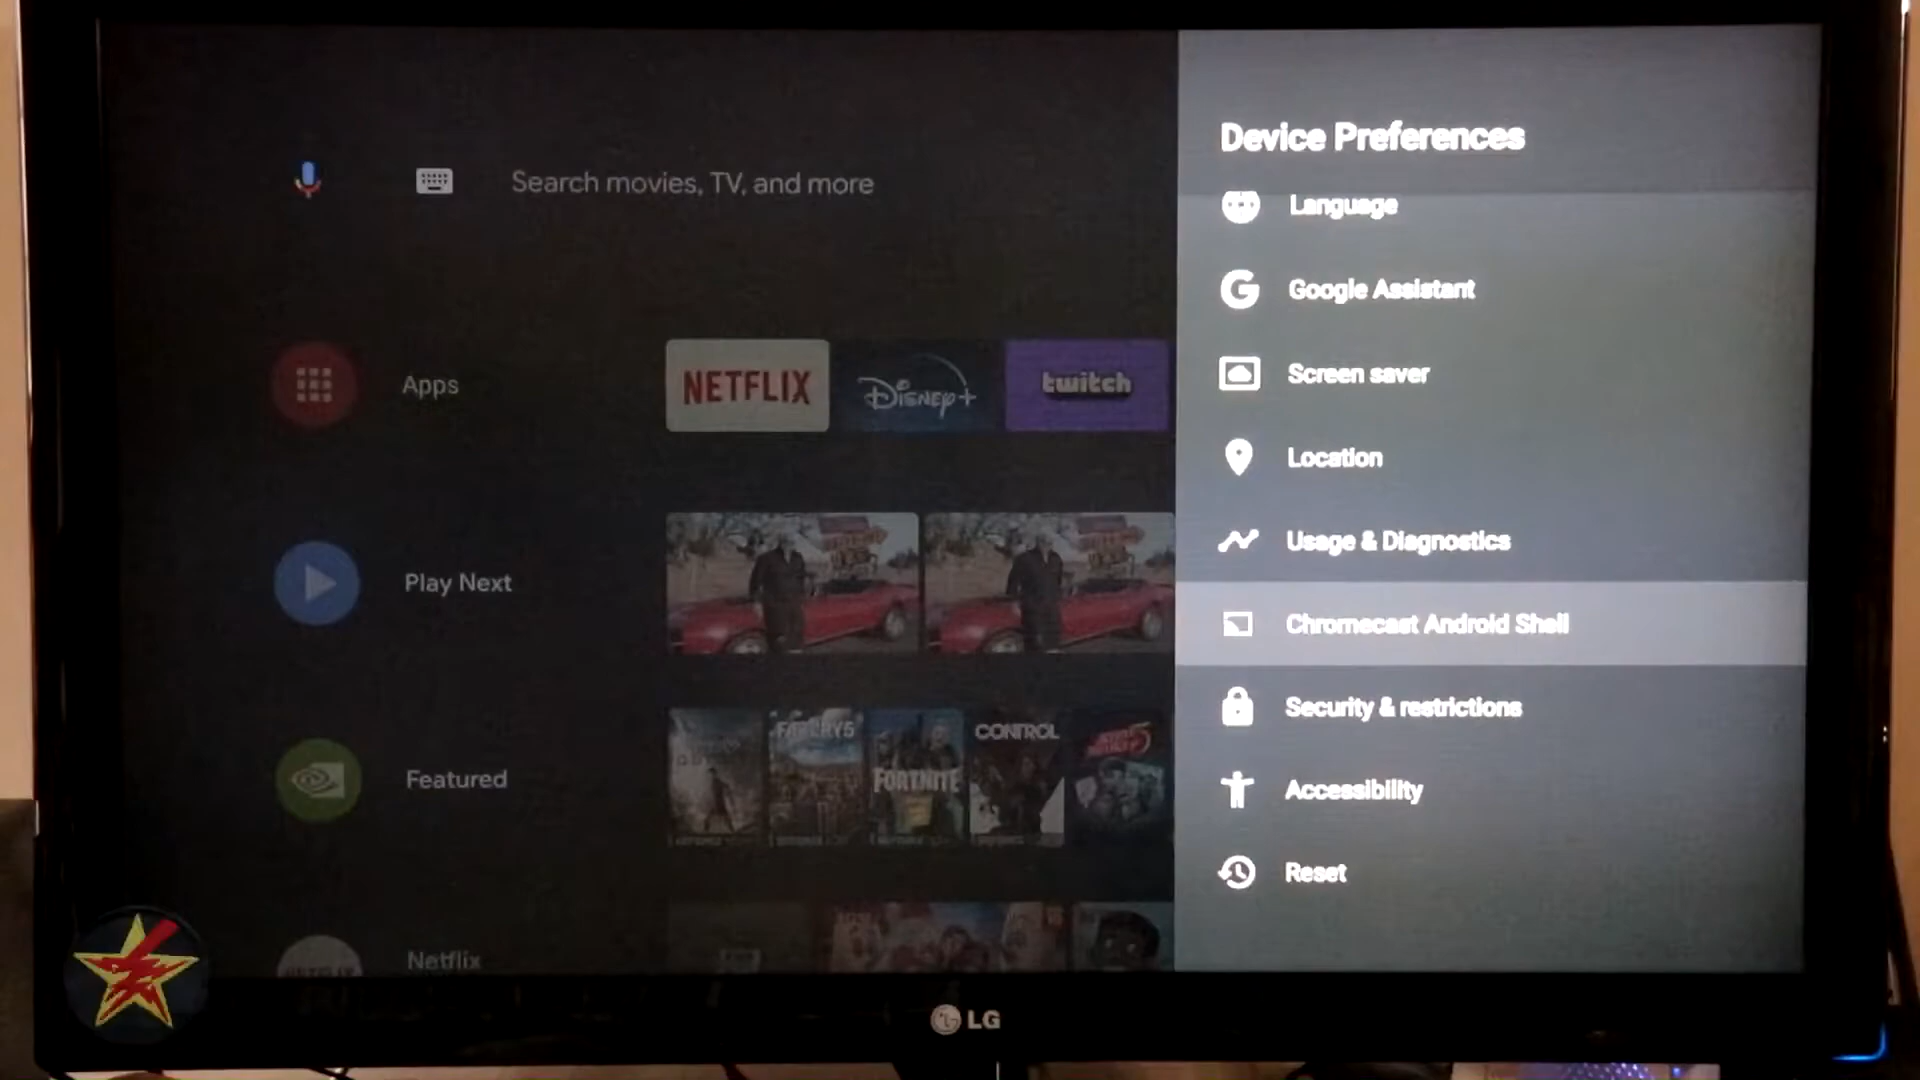 Device Preferences
Language
Google Assistant
Screen saver
Location
Usage & Diagnostics
Chromecast Android Shell
Security & restrictions
Accessibility
Reset
Search movies, TV, and more
Apps
NETFLIX
Disney+
twitch
Play Next
Featured
FARCRY5
FORTNITE
CONTROL
Netflix
LG